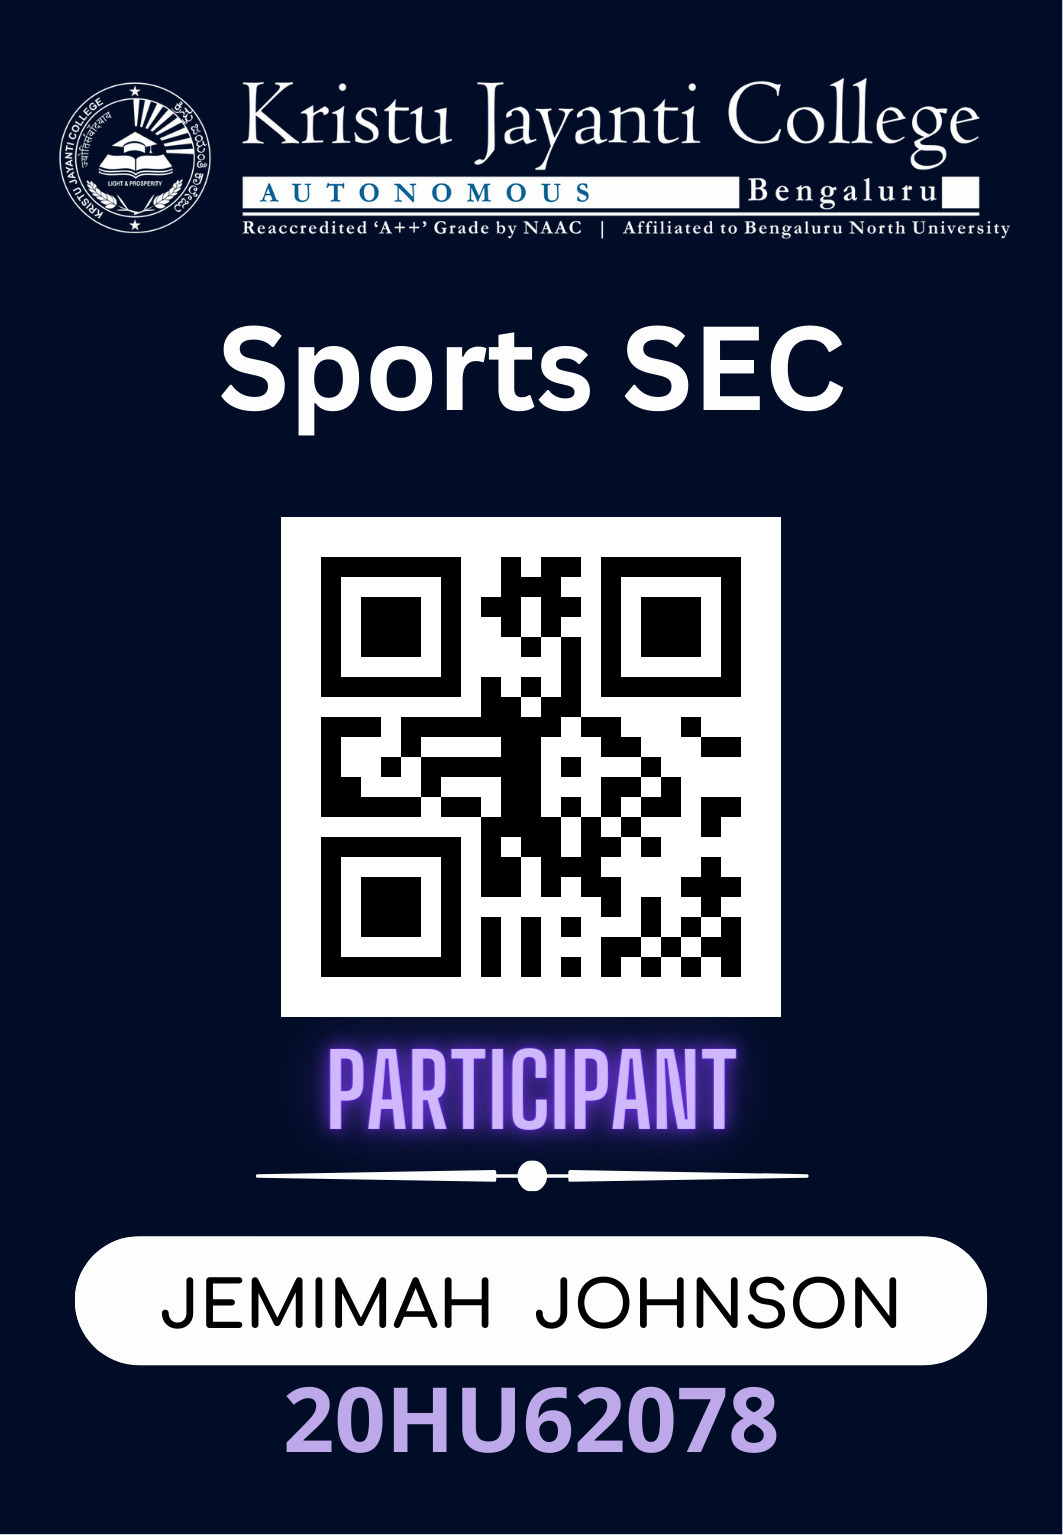 Kristu Jayanti College
AUTONOMOUS Bengaluru
Reaccredited ‘A++’ Grade by NAAC | Affiliated to Bengaluru North University
KRISTU JAYANTI COLLEGE
LIGHT & PROSPERITY
Sports SEC
PARTICIPANT
JEMIMAH JOHNSON
20HU62078